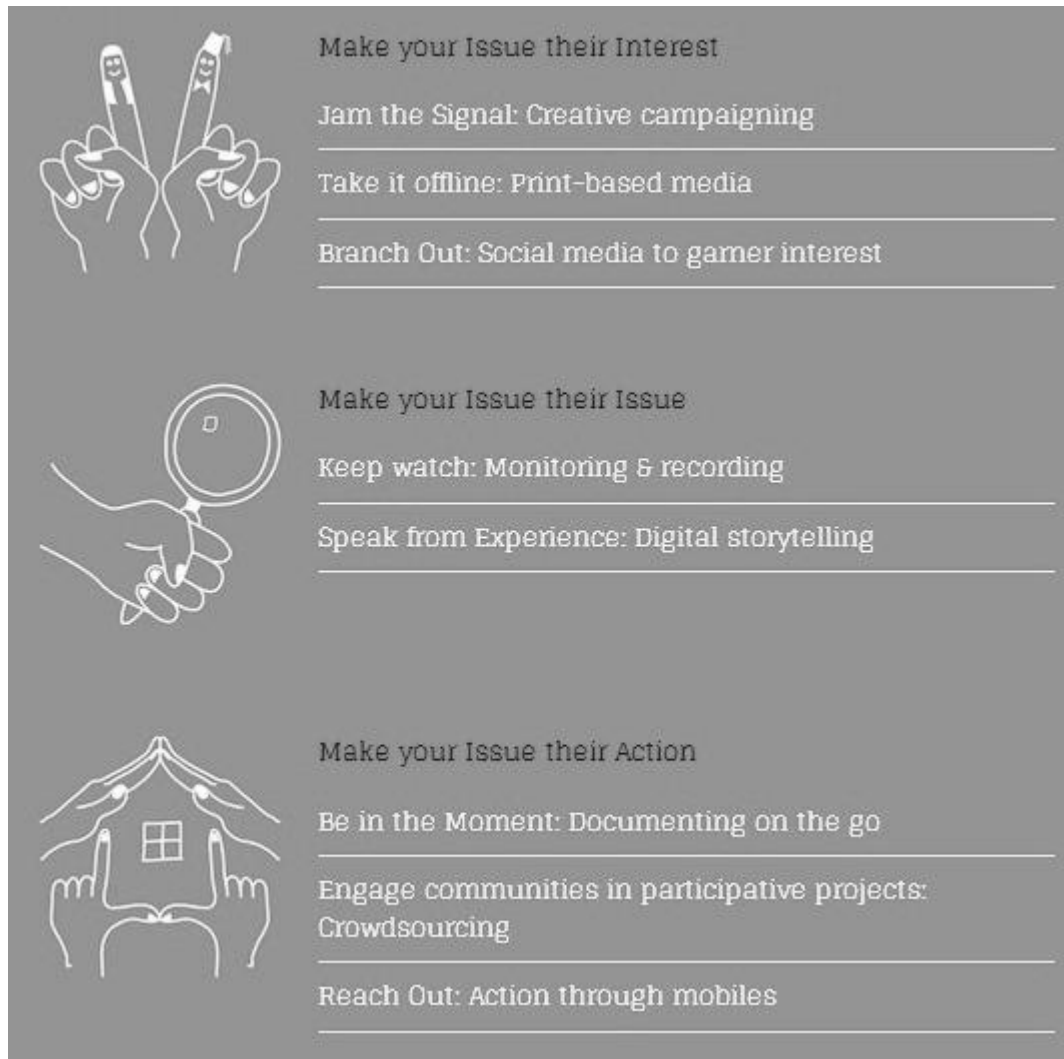 Make your Issue their Interest
Jam the Signal: Creative campaigning
Take it offline: Print-based media
Branch Out: Social media to garner interest
Make your Issue their Issue
Keep watch: Monitoring & recording
Speak from Experience: Digital storytelling
Make your Issue their Action
Be in the Moment: Documenting on the go
Engage communities in participative projects:
Crowdsourcing
Reach Out: Action through mobiles